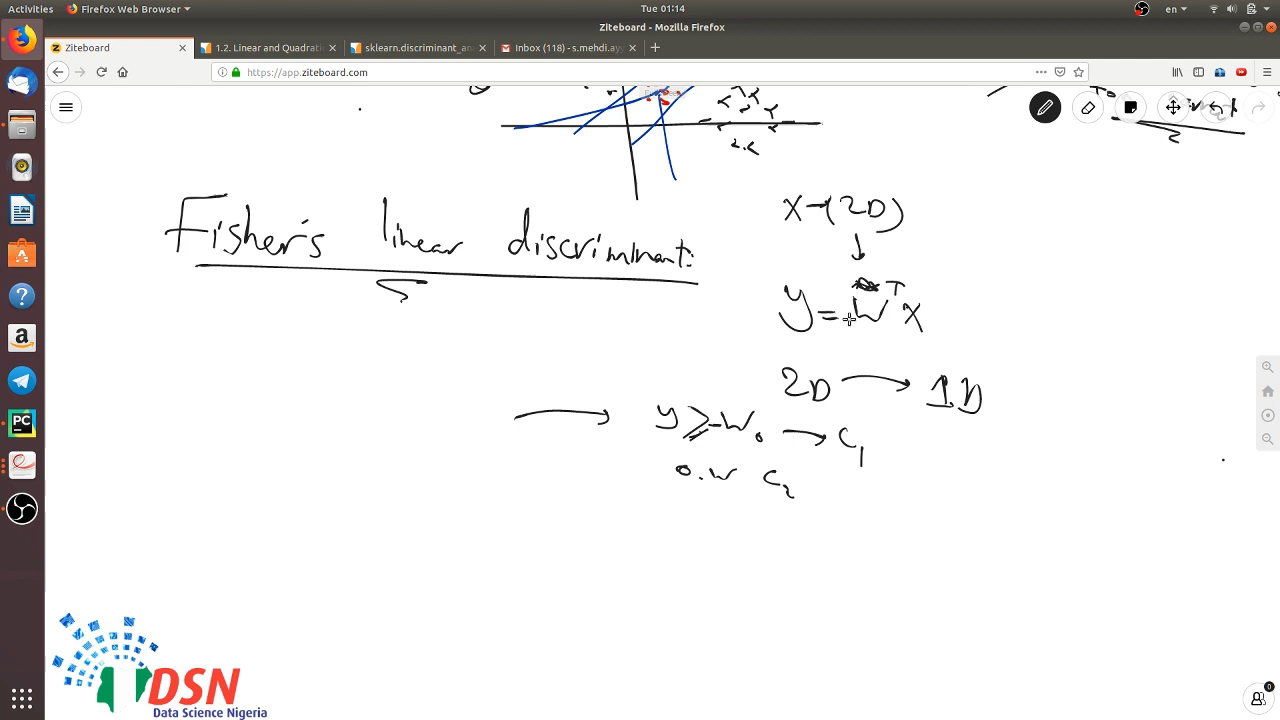 Activities
Firefox Web Browser
Tue 01:14
en
Ziteboard - Mozilla Firefox
Ziteboard
1.2. Linear and Quadrati
sklearn.discriminant_an
Inbox (118) - s.mehdi.ay
https://app.ziteboard.com
Fisher's linear discriminant:
X → (2D)
y = W^T X
2D → 1D
→ y ≥ -W₀ → C₁
o.w C₂
DSN
Data Science Nigeria
0